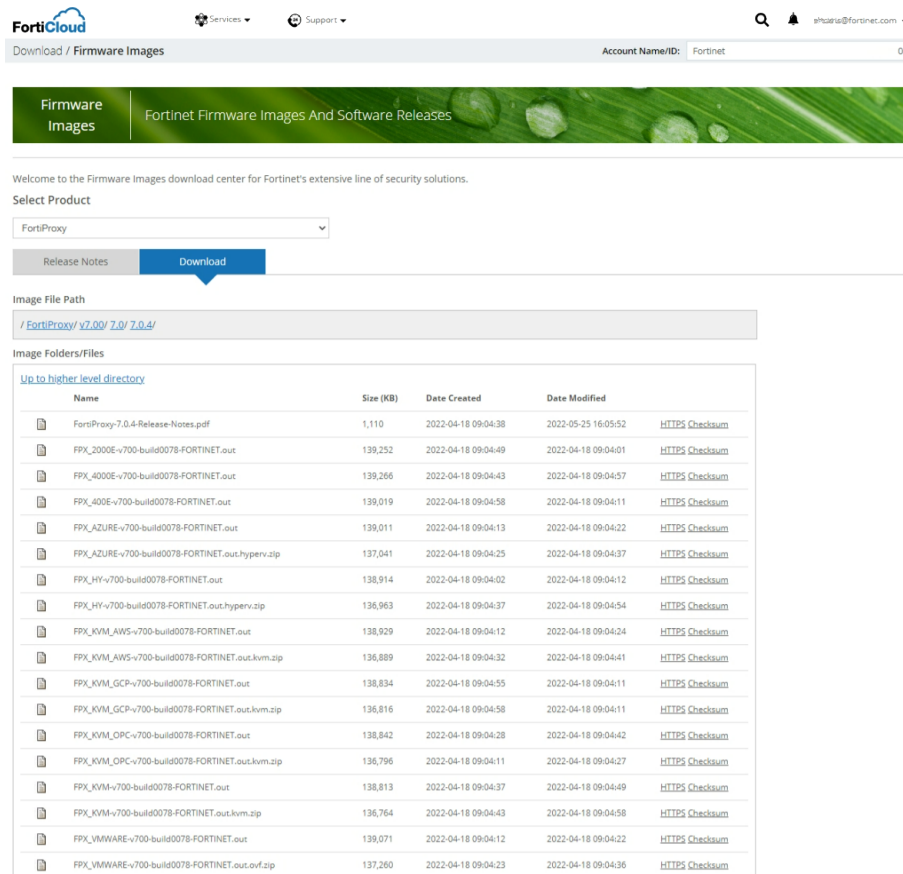 FortiCloud Services Support @fortinet.com
Download / Firmware Images Account Name/ID: Fortinet
Firmware
Images
Fortinet Firmware Images And Software Releases
Welcome to the Firmware Images download center for Fortinet's extensive line of security solutions.
Select Product
FortiProxy
Release Notes Download
Image File Path
/ FortiProxy/ v7.00/ 7.0/ 7.0.4/
Image Folders/Files
Up to higher level directory
Name Size (KB) Date Created Date Modified
FortiProxy-7.0.4-Release-Notes.pdf 1,110 2022-04-18 09:04:38 2022-05-25 16:05:52 HTTPS Checksum
FPX_2000E-v700-build0078-FORTINET.out 139,252 2022-04-18 09:04:49 2022-04-18 09:04:01 HTTPS Checksum
FPX_4000E-v700-build0078-FORTINET.out 139,266 2022-04-18 09:04:43 2022-04-18 09:04:57 HTTPS Checksum
FPX_400E-v700-build0078-FORTINET.out 139,019 2022-04-18 09:04:58 2022-04-18 09:04:11 HTTPS Checksum
FPX_AZURE-v700-build0078-FORTINET.out 139,011 2022-04-18 09:04:13 2022-04-18 09:04:22 HTTPS Checksum
FPX_AZURE-v700-build0078-FORTINET.out.hyperv.zip 137,041 2022-04-18 09:04:25 2022-04-18 09:04:37 HTTPS Checksum
FPX_HY-v700-build0078-FORTINET.out 138,914 2022-04-18 09:04:02 2022-04-18 09:04:12 HTTPS Checksum
FPX_HY-v700-build0078-FORTINET.out.hyperv.zip 136,963 2022-04-18 09:04:37 2022-04-18 09:04:54 HTTPS Checksum
FPX_KVM_AWS-v700-build0078-FORTINET.out 138,929 2022-04-18 09:04:12 2022-04-18 09:04:24 HTTPS Checksum
FPX_KVM_AWS-v700-build0078-FORTINET.out.kvm.zip 136,889 2022-04-18 09:04:32 2022-04-18 09:04:41 HTTPS Checksum
FPX_KVM_GCP-v700-build0078-FORTINET.out 138,834 2022-04-18 09:04:55 2022-04-18 09:04:11 HTTPS Checksum
FPX_KVM_GCP-v700-build0078-FORTINET.out.kvm.zip 136,816 2022-04-18 09:04:58 2022-04-18 09:04:11 HTTPS Checksum
FPX_KVM_OPC-v700-build0078-FORTINET.out 138,842 2022-04-18 09:04:28 2022-04-18 09:04:42 HTTPS Checksum
FPX_KVM_OPC-v700-build0078-FORTINET.out.kvm.zip 136,796 2022-04-18 09:04:11 2022-04-18 09:04:27 HTTPS Checksum
FPX_KVM-v700-build0078-FORTINET.out 138,813 2022-04-18 09:04:37 2022-04-18 09:04:49 HTTPS Checksum
FPX_KVM-v700-build0078-FORTINET.out.kvm.zip 136,764 2022-04-18 09:04:43 2022-04-18 09:04:58 HTTPS Checksum
FPX_VMWARE-v700-build0078-FORTINET.out 139,071 2022-04-18 09:04:12 2022-04-18 09:04:22 HTTPS Checksum
FPX_VMWARE-v700-build0078-FORTINET.out.ovf.zip 137,260 2022-04-18 09:04:23 2022-04-18 09:04:36 HTTPS Checksum